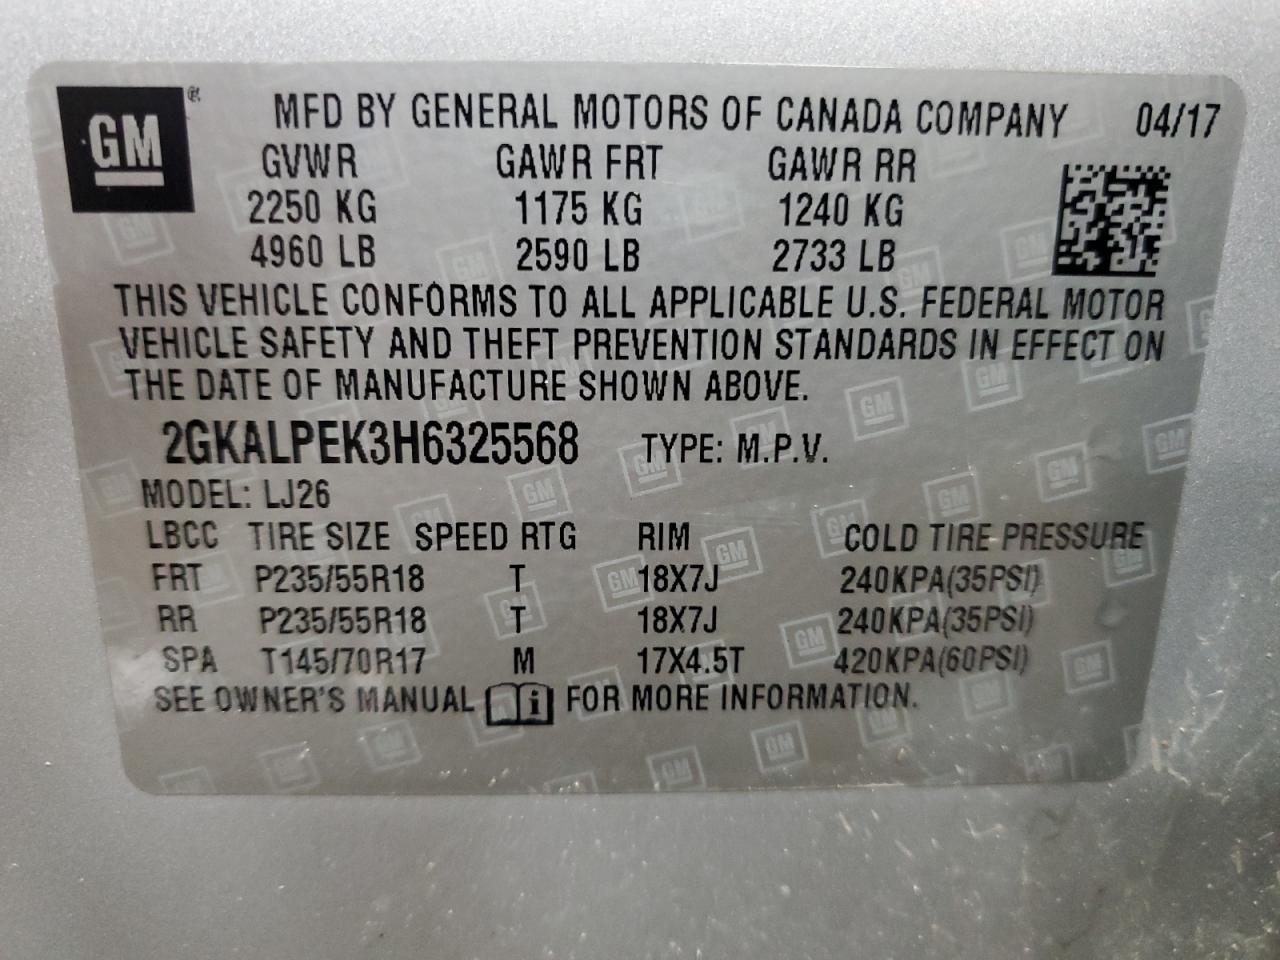 GM ® MFD BY GENERAL MOTORS OF CANADA COMPANY 04/17
GVWR GAWR FRT GAWR RR
2250 KG 1175 KG 1240 KG
4960 LB 2590 LB 2733 LB
THIS VEHICLE CONFORMS TO ALL APPLICABLE U.S. FEDERAL MOTOR
VEHICLE SAFETY AND THEFT PREVENTION STANDARDS IN EFFECT ON
THE DATE OF MANUFACTURE SHOWN ABOVE.
2GKALPEK3H6325568 TYPE: M.P.V.
MODEL: LJ26
LBCC TIRE SIZE SPEED RTG RIM COLD TIRE PRESSURE
FRT P235/55R18 T 18X7J 240KPA(35PSI)
RR P235/55R18 T 18X7J 240KPA(35PSI)
SPA T145/70R17 M 17X4.5T 420KPA(60PSI)
SEE OWNER'S MANUAL i FOR MORE INFORMATION.